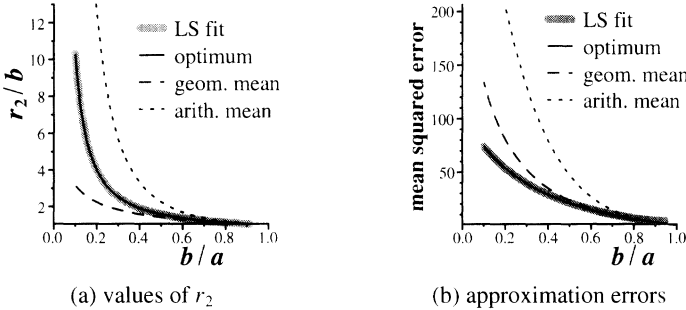 12
10
8
6
4
2
r₂/b
LS fit
optimum
geom. mean
arith. mean
0.0 0.2 0.4 0.6 0.8 1.0
b / a
(a) values of r₂
200
150
100
50
mean squared error
LS fit
optimum
geom. mean
arith. mean
0.0 0.2 0.4 0.6 0.8 1.0
b / a
(b) approximation errors